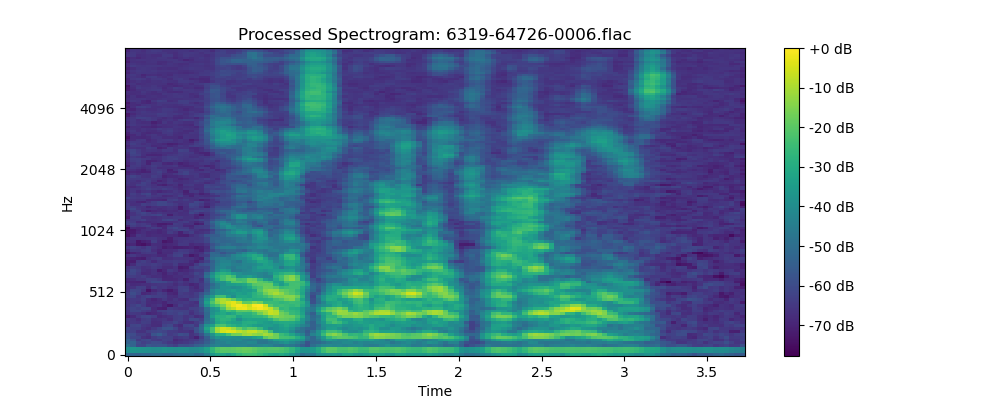 Processed Spectrogram: 6319-64726-0006.flac
Hz
4096
2048
1024
512
0
0
0.5
1
1.5
2
2.5
3
3.5
Time
+0 dB
-10 dB
-20 dB
-30 dB
-40 dB
-50 dB
-60 dB
-70 dB